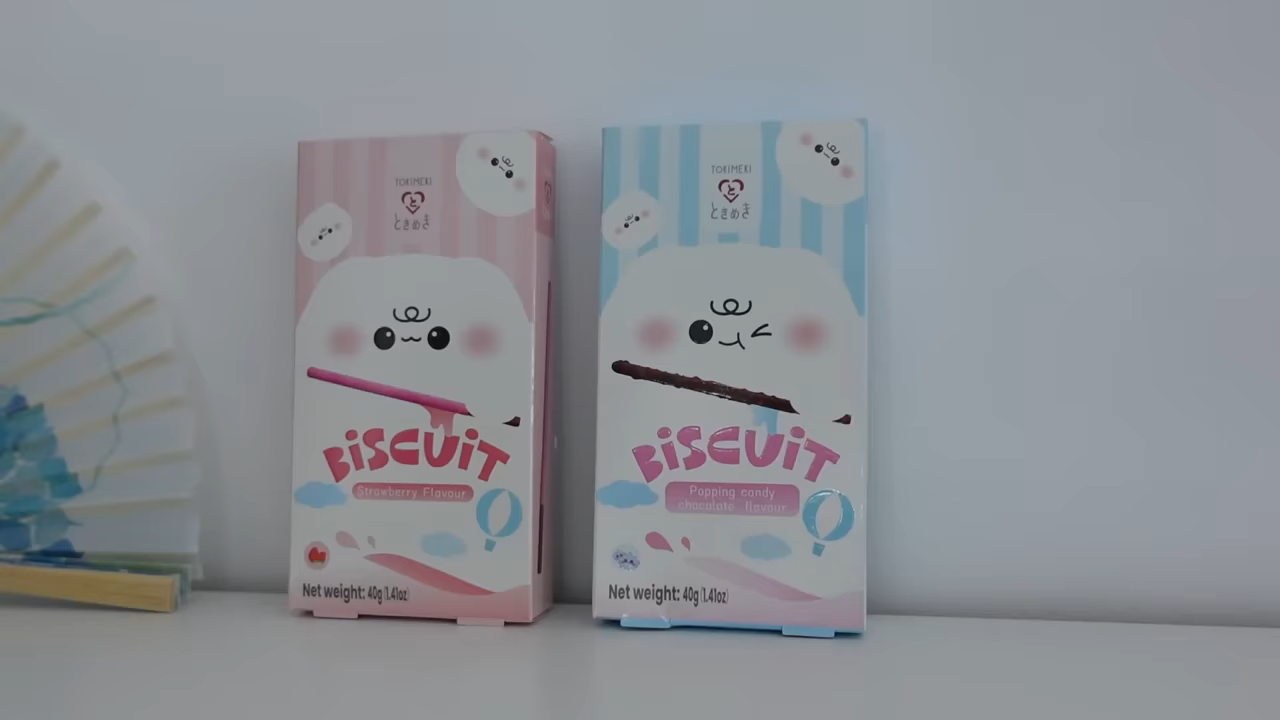 TOKIMEKI
と
ときめき
BISCUIT
Strawberry Flavour
Net weight: 40g(1.41oz)
TOKIMEKI
と
ときめき
BISCUIT
Popping candy
chocolate flavour
Net weight: 40g(1.41oz)